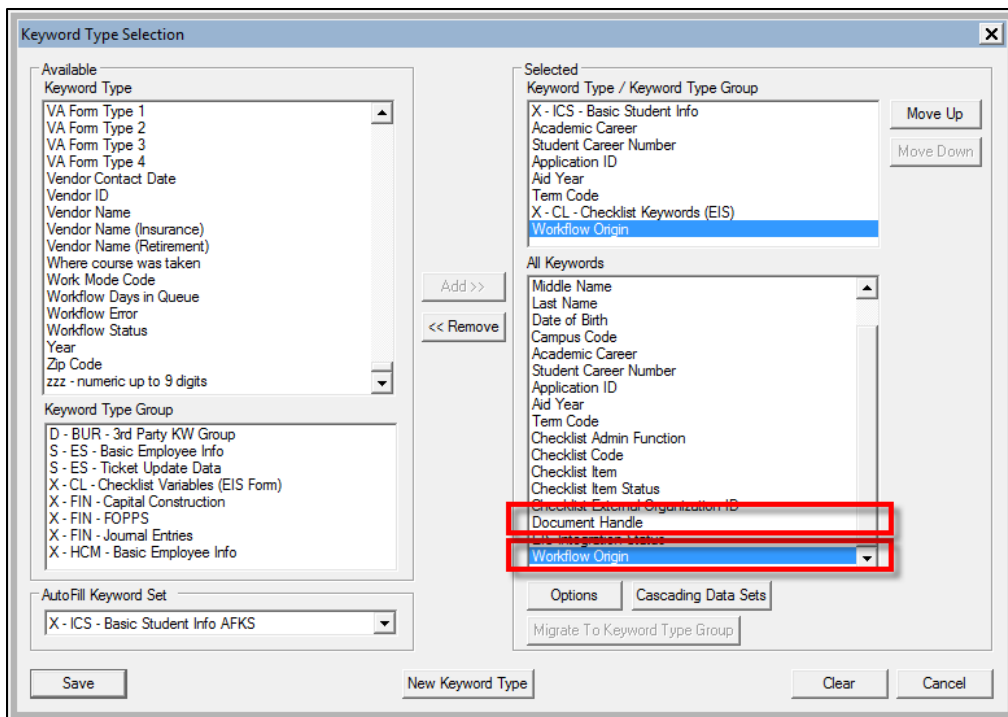 Keyword Type Selection
Available
Keyword Type
VA Form Type 1
VA Form Type 2
VA Form Type 3
VA Form Type 4
Vendor Contact Date
Vendor ID
Vendor Name
Vendor Name (Insurance)
Vendor Name (Retirement)
Where course was taken
Work Mode Code
Workflow Days in Queue
Workflow Error
Workflow Status
Year
Zip Code
zzz - numeric up to 9 digits
Keyword Type Group
D - BUR - 3rd Party KW Group
S - ES - Basic Employee Info
S - ES - Ticket Update Data
X - CL - Checklist Variables (EIS Form)
X - FIN - Capital Construction
X - FIN - FOPPS
X - FIN - Journal Entries
X - HCM - Basic Employee Info
AutoFill Keyword Set
X - ICS - Basic Student Info AFKS
Add >>
<< Remove
Selected
Keyword Type / Keyword Type Group
X - ICS - Basic Student Info
Academic Career
Student Career Number
Application ID
Aid Year
Term Code
X - CL - Checklist Keywords (EIS)
Workflow Origin
Move Up
Move Down
All Keywords
Middle Name
Last Name
Date of Birth
Campus Code
Academic Career
Student Career Number
Application ID
Aid Year
Term Code
Checklist Admin Function
Checklist Code
Checklist Item
Checklist Item Status
Checklist External Organization ID
Document Handle
EIS Integration Status
Workflow Origin
Options
Cascading Data Sets
Migrate To Keyword Type Group
Save
New Keyword Type
Clear
Cancel